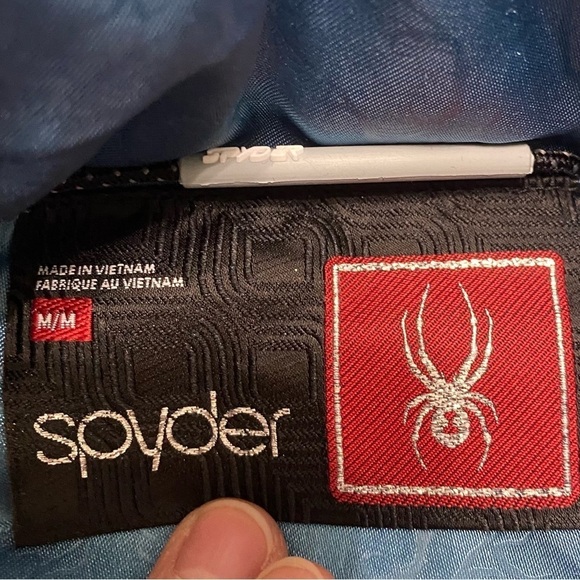 SPYDER
MADE IN VIETNAM
FABRIQUE AU VIETNAM
M/M
spyder